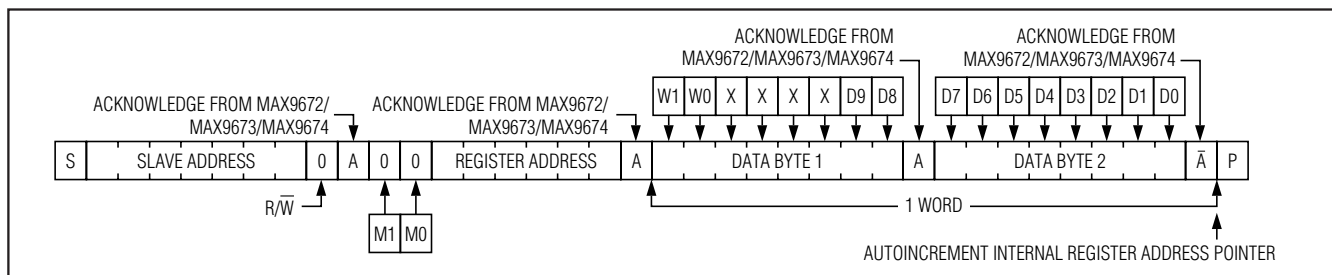 ACKNOWLEDGE FROM
MAX9672/MAX9673/MAX9674
ACKNOWLEDGE FROM
MAX9672/MAX9673/MAX9674
W1 W0 X X X X D9 D8
D7 D6 D5 D4 D3 D2 D1 D0
ACKNOWLEDGE FROM MAX9672/
MAX9673/MAX9674
ACKNOWLEDGE FROM MAX9672/
MAX9673/MAX9674
S SLAVE ADDRESS 0 A 0 0 REGISTER ADDRESS A DATA BYTE 1 A DATA BYTE 2 A̅ P
R/W̅
1 WORD
M1 M0
AUTOINCREMENT INTERNAL REGISTER ADDRESS POINTER